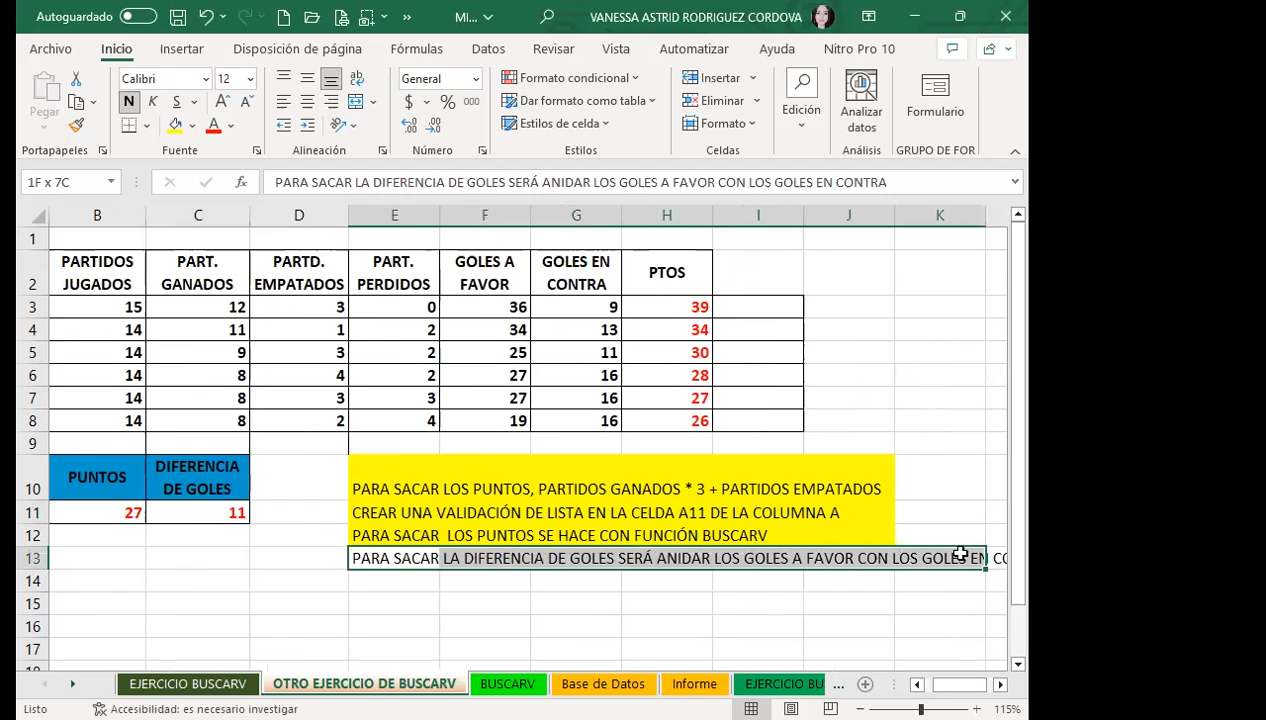 Autoguardado
MI...
VANESSA ASTRID RODRIGUEZ CORDOVA
Archivo Inicio Insertar Disposición de página Fórmulas Datos Revisar Vista Automatizar Ayuda Nitro Pro 10
Pegar
Calibri 12
N K S
General
$ % 000
Formato condicional
Dar formato como tabla
Estilos de celda
Insertar
Eliminar
Formato
Edición
Analizar datos
Formulario
Portapapeles Fuente Alineación Número Estilos Celdas Análisis GRUPO DE FOR
1F x 7C fx PARA SACAR LA DIFERENCIA DE GOLES SERÁ ANIDAR LOS GOLES A FAVOR CON LOS GOLES EN CONTRA
B C D E F G H I J K
1
2 PARTIDOS JUGADOS PART. GANADOS PARTD. EMPATADOS PART. PERDIDOS GOLES A FAVOR GOLES EN CONTRA PTOS
3 15 12 3 0 36 9 39
4 14 11 1 2 34 13 34
5 14 9 3 2 25 11 30
6 14 8 4 2 27 16 28
7 14 8 3 3 27 16 27
8 14 8 2 4 19 16 26
9
10 PUNTOS DIFERENCIA DE GOLES PARA SACAR LOS PUNTOS, PARTIDOS GANADOS * 3 + PARTIDOS EMPATADOS
11 27 11 CREAR UNA VALIDACIÓN DE LISTA EN LA CELDA A11 DE LA COLUMNA A
12 PARA SACAR LOS PUNTOS SE HACE CON FUNCIÓN BUSCARV
13 PARA SACAR LA DIFERENCIA DE GOLES SERÁ ANIDAR LOS GOLES A FAVOR CON LOS GOLES EN CO
14
15
16
17
18
EJERCICIO BUSCARV OTRO EJERCICIO DE BUSCARV BUSCARV Base de Datos Informe EJERCICIO BU ...
Listo Accesibilidad: es necesario investigar 115%